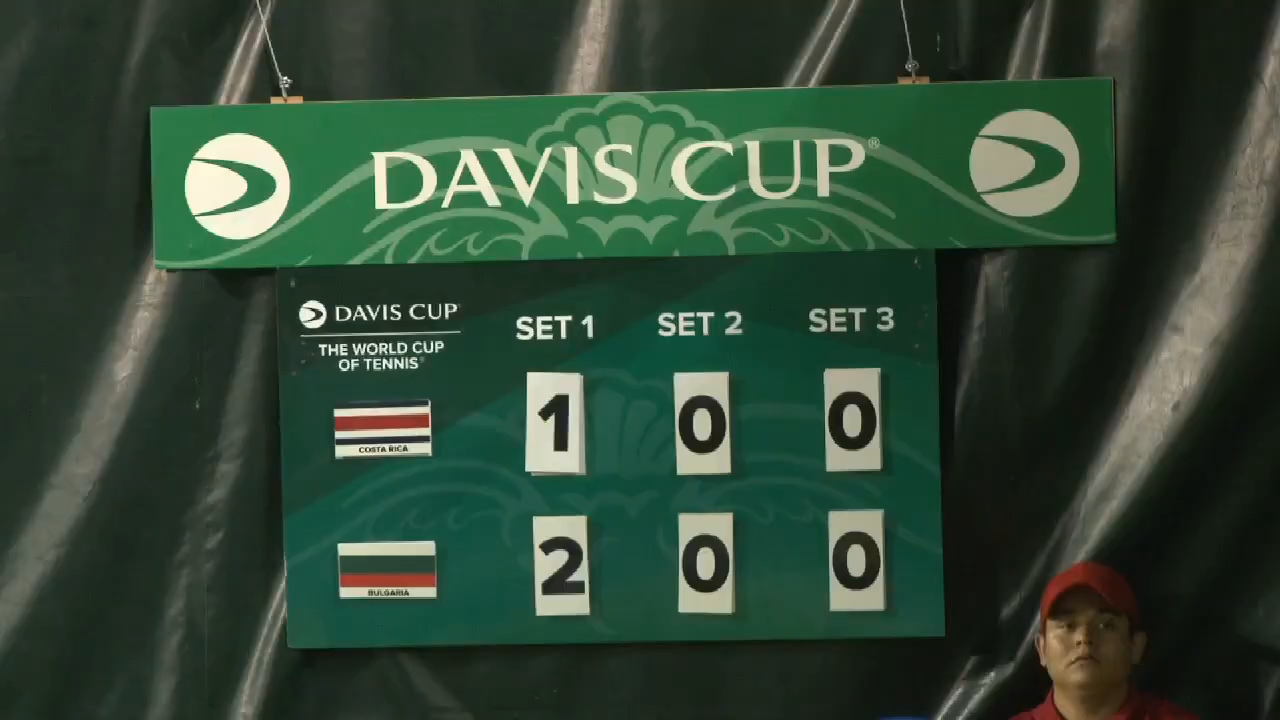 DAVIS CUP®
DAVIS CUP
THE WORLD CUP
OF TENNIS®
SET 1 SET 2 SET 3
COSTA RICA
1 0 0
BULGARIA
2 0 0